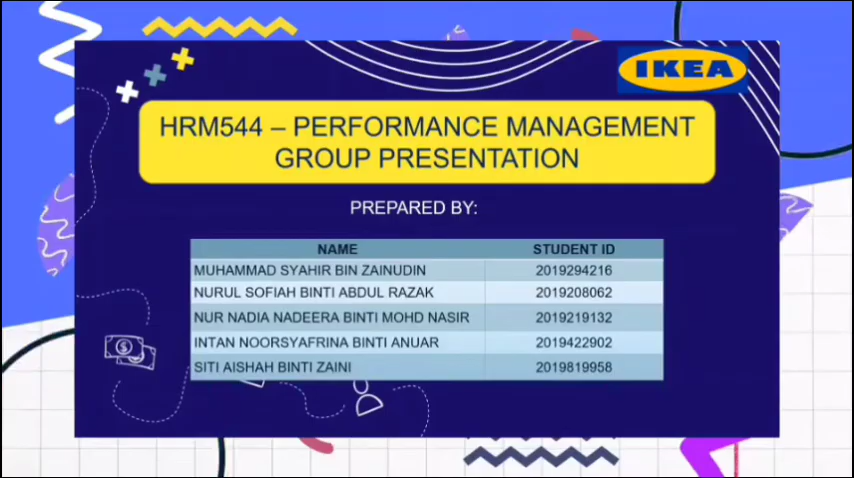 IKEA
HRM544 – PERFORMANCE MANAGEMENT
GROUP PRESENTATION
PREPARED BY:
NAME STUDENT ID
MUHAMMAD SYAHIR BIN ZAINUDIN 2019294216
NURUL SOFIAH BINTI ABDUL RAZAK 2019208062
NUR NADIA NADEERA BINTI MOHD NASIR 2019219132
INTAN NOORSYAFRINA BINTI ANUAR 2019422902
SITI AISHAH BINTI ZAINI 2019819958